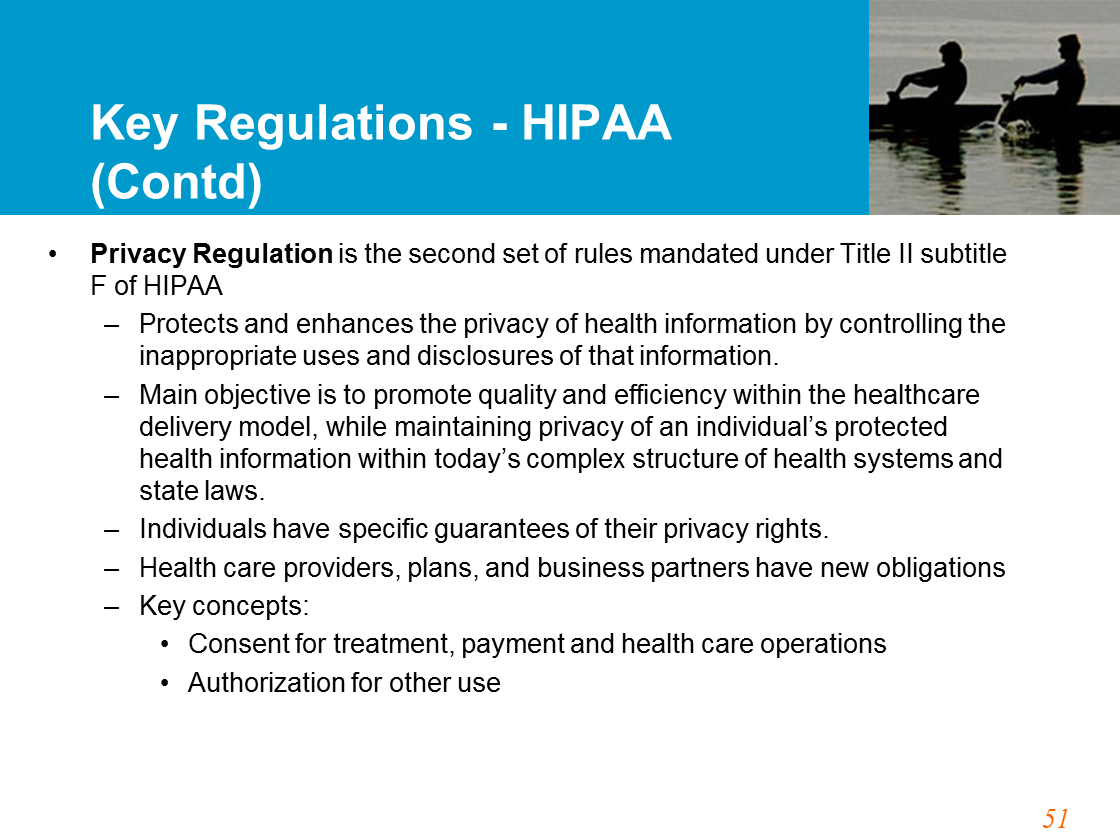 Key Regulations - HIPAA
(Contd)
• Privacy Regulation is the second set of rules mandated under Title II subtitle
F of HIPAA
– Protects and enhances the privacy of health information by controlling the
inappropriate uses and disclosures of that information.
– Main objective is to promote quality and efficiency within the healthcare
delivery model, while maintaining privacy of an individual’s protected
health information within today’s complex structure of health systems and
state laws.
– Individuals have specific guarantees of their privacy rights.
– Health care providers, plans, and business partners have new obligations
– Key concepts:
• Consent for treatment, payment and health care operations
• Authorization for other use
51